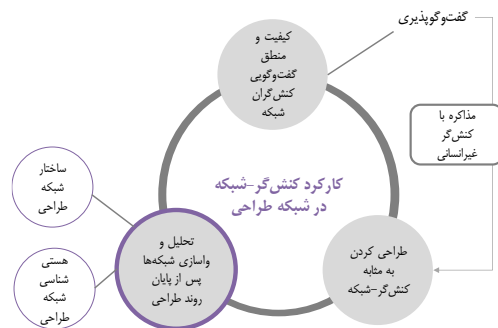 گفت‌وگوپذیری
کیفیت و
منطق
گفت‌وگویی
کنش‌گران
شبکه
مذاکره با
کنش‌گر
غیرانسانی
ساختار
شبکه
طراحی
کارکرد کنش‌گر-شبکه
در شبکه طراحی
تحلیل و
واسازی شبکه‌ها
پس از پایان
روند طراحی
طراحی کردن
به مثابه
کنش‌گر-شبکه
هستی
شناسی
شبکه
طراحی